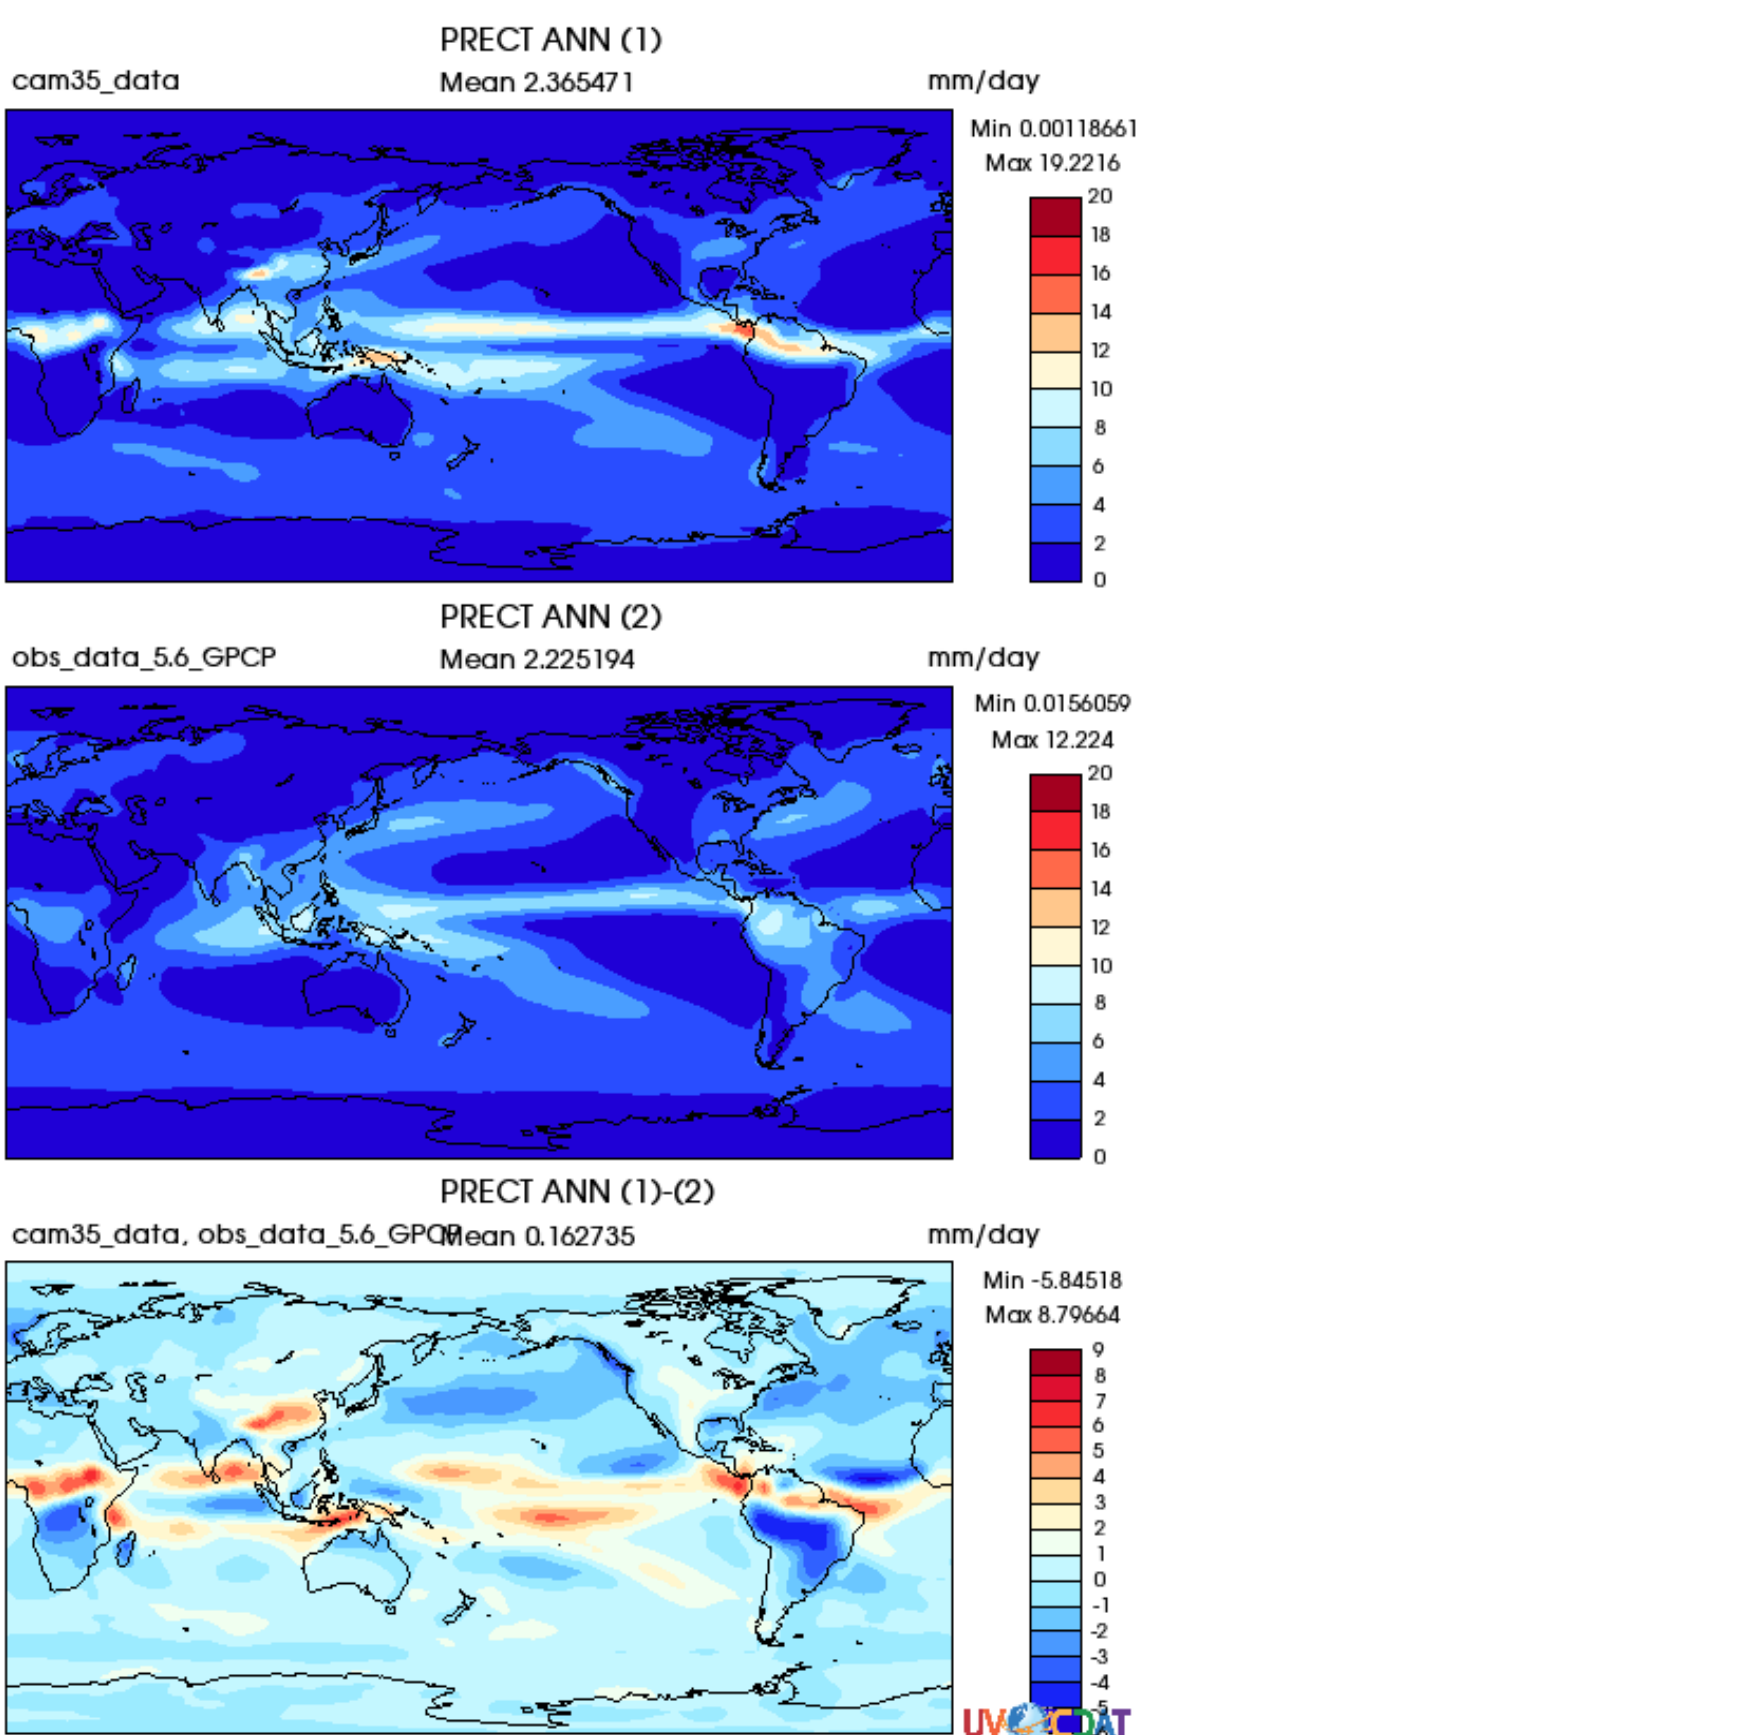 PRECT ANN (1)
cam35_data Mean 2.365471 mm/day
Min 0.00118661
Max 19.2216
20
18
16
14
12
10
8
6
4
2
0
PRECT ANN (2)
obs_data_5.6_GPCP Mean 2.225194 mm/day
Min 0.0156059
Max 12.224
20
18
16
14
12
10
8
6
4
2
0
PRECT ANN (1)-(2)
cam35_data, obs_data_5.6_GPCP Mean 0.162735 mm/day
Min -5.84518
Max 8.79664
9
8
7
6
5
4
3
2
1
0
-1
-2
-3
-4
-5
UV CDAT